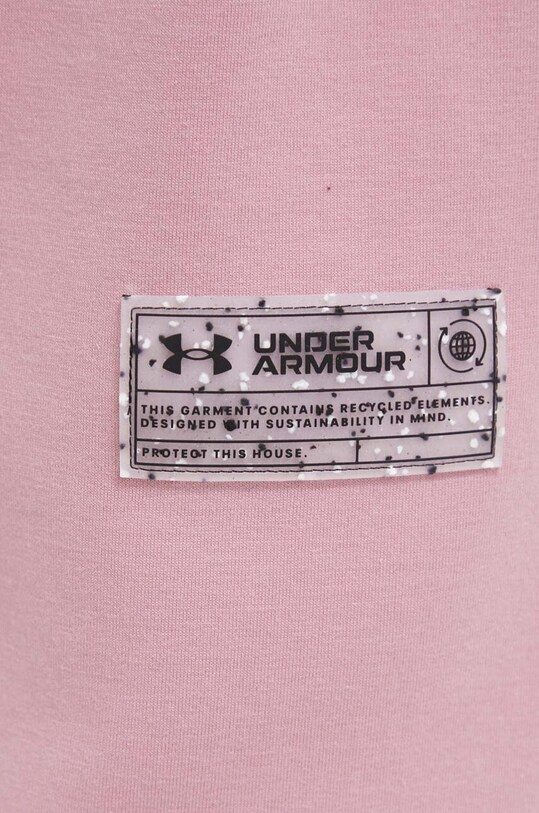 UNDER
ARMOUR
THIS GARMENT CONTAINS RECYCLED ELEMENTS.
DESIGNED WITH SUSTAINABILITY IN MIND.
PROTECT THIS HOUSE.